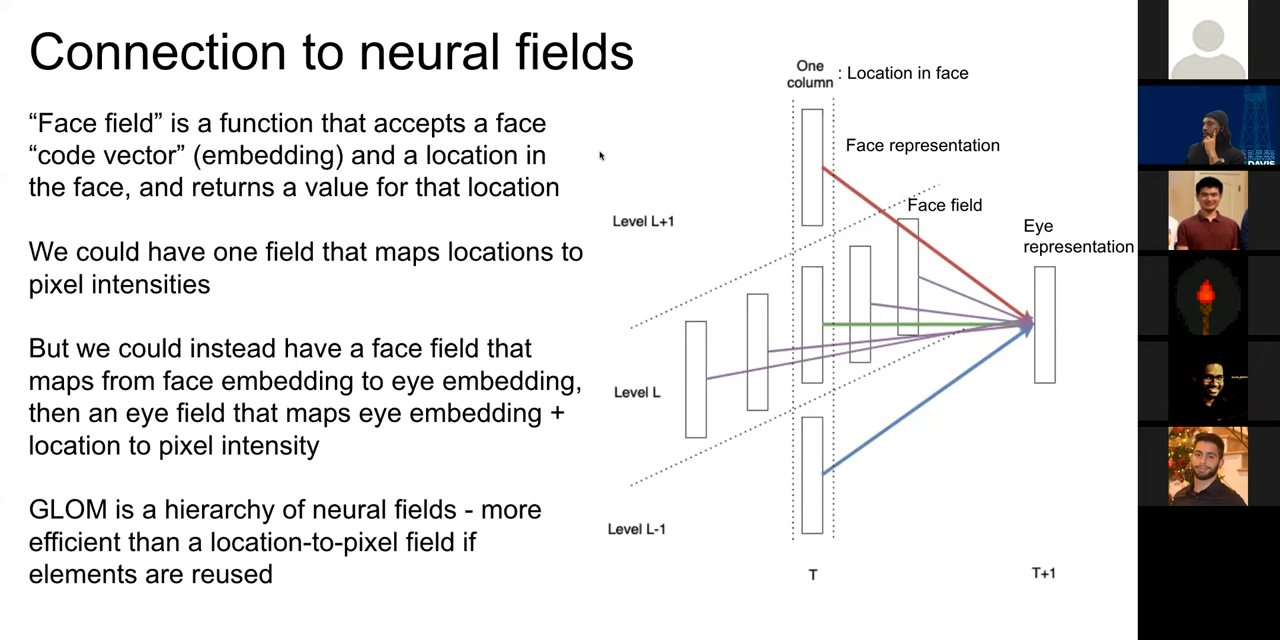 Connection to neural fields
“Face field” is a function that accepts a face
“code vector” (embedding) and a location in
the face, and returns a value for that location
We could have one field that maps locations to
pixel intensities
But we could instead have a face field that
maps from face embedding to eye embedding,
then an eye field that maps eye embedding +
location to pixel intensity
GLOM is a hierarchy of neural fields - more
efficient than a location-to-pixel field if
elements are reused
One
column
: Location in face
Face representation
Face field
Level L+1
Eye
representation
Level L
Level L-1
T
T+1
DAVIS